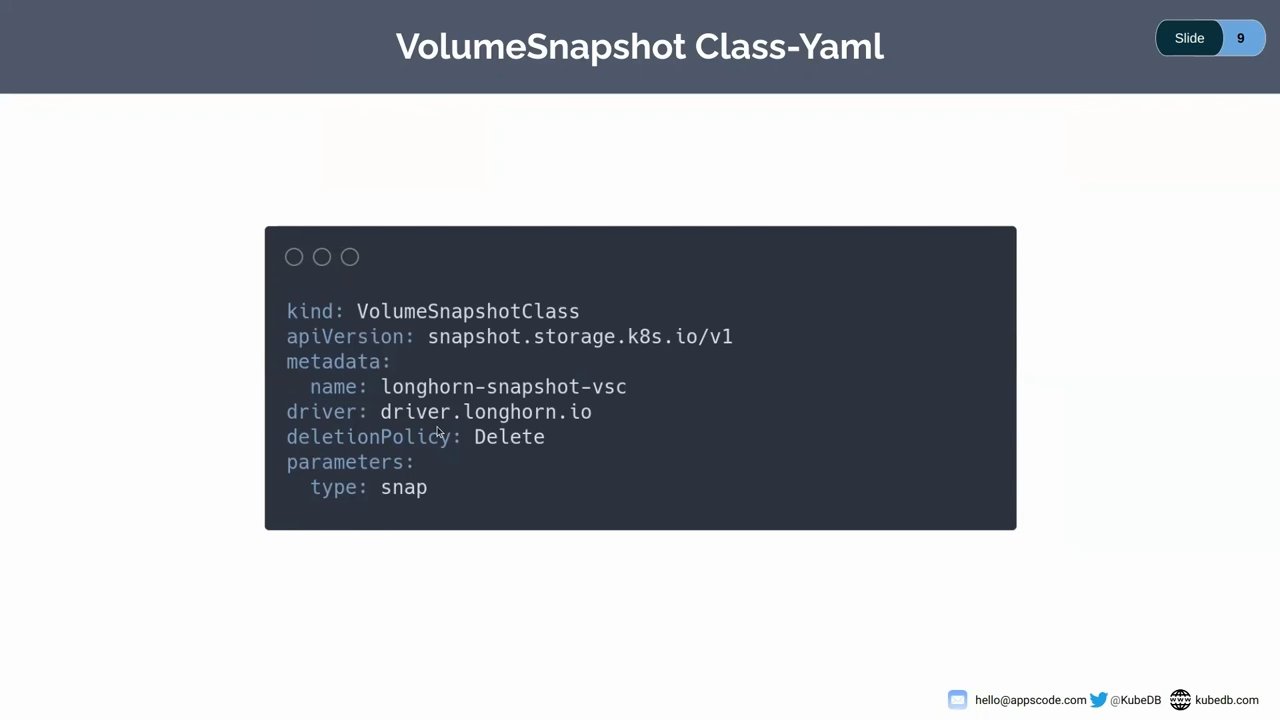 VolumeSnapshot Class-Yaml
Slide 9
kind: VolumeSnapshotClass
apiVersion: snapshot.storage.k8s.io/v1
metadata:
  name: longhorn-snapshot-vsc
driver: driver.longhorn.io
deletionPolicy: Delete
parameters:
  type: snap
hello@appscode.com @KubeDB kubedb.com